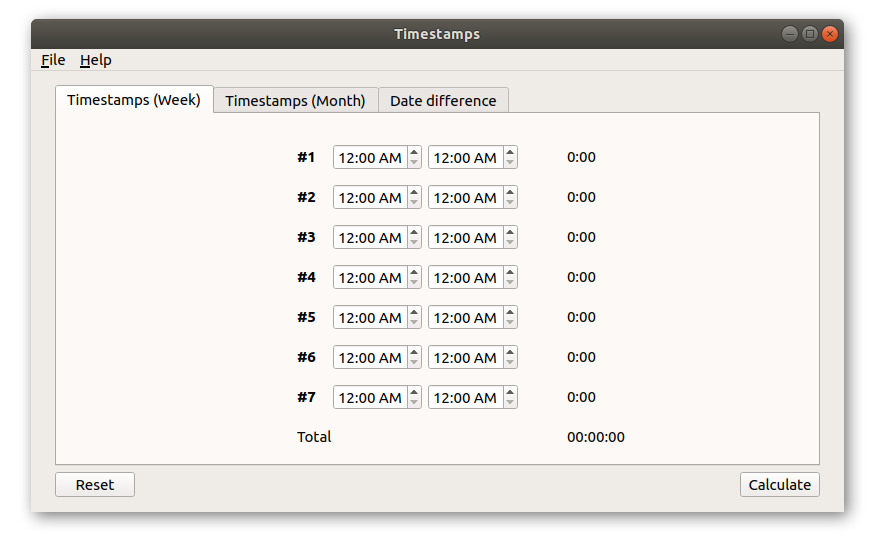 Timestamps
File Help
Timestamps (Week) Timestamps (Month) Date difference
#1 12:00 AM 12:00 AM 0:00
#2 12:00 AM 12:00 AM 0:00
#3 12:00 AM 12:00 AM 0:00
#4 12:00 AM 12:00 AM 0:00
#5 12:00 AM 12:00 AM 0:00
#6 12:00 AM 12:00 AM 0:00
#7 12:00 AM 12:00 AM 0:00
Total 00:00:00
Reset Calculate